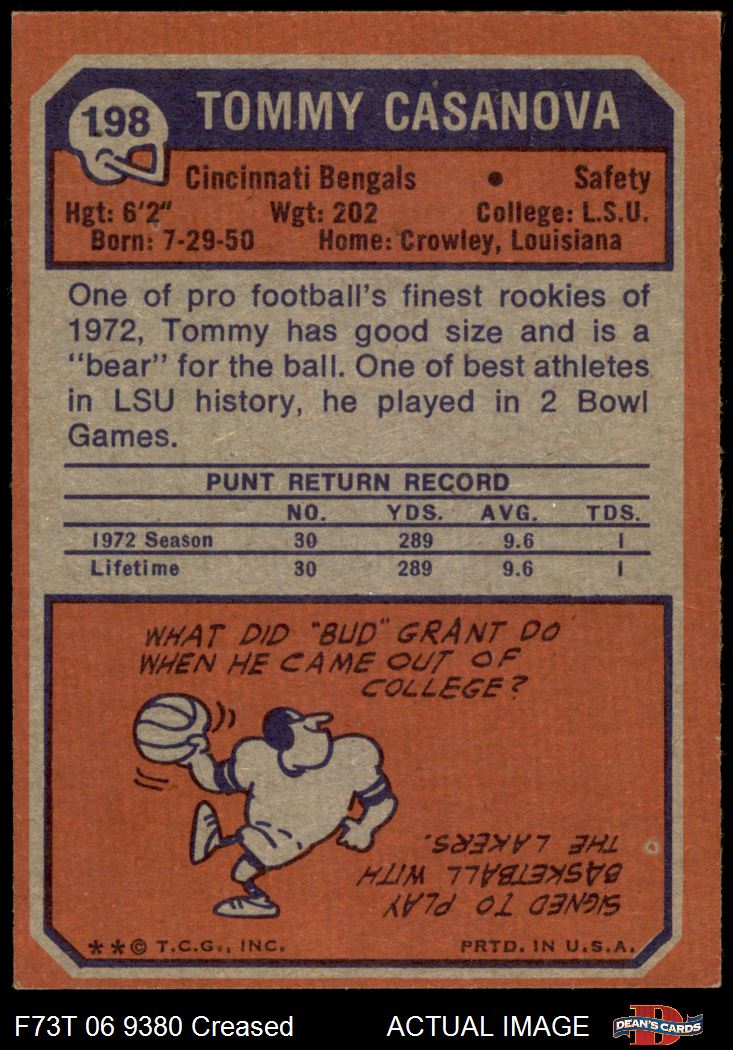 198
TOMMY CASANOVA
Cincinnati Bengals • Safety
Hgt: 6'2" Wgt: 202 College: L.S.U.
Born: 7-29-50 Home: Crowley, Louisiana
One of pro football's finest rookies of
1972, Tommy has good size and is a
"bear" for the ball. One of best athletes
in LSU history, he played in 2 Bowl
Games.
PUNT RETURN RECORD
NO. YDS. AVG. TDS.
1972 Season 30 289 9.6 1
Lifetime 30 289 9.6 1
WHAT DID "BUD" GRANT DO
WHEN HE CAME OUT OF
COLLEGE?
SIGNED TO PLAY
BASKETBALL WITH
THE LAKERS.
**© T.C.G., INC. PRTD. IN U.S.A.
F73T 06 9380 Creased ACTUAL IMAGE
D
DEAN'S CARDS